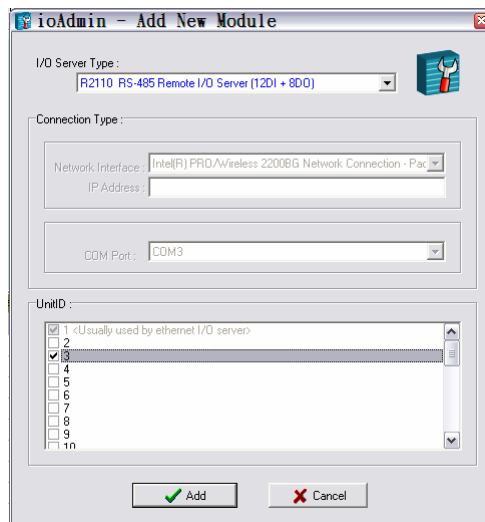 ioAdmin - Add New Module
I/O Server Type :
R2110 RS-485 Remote I/O Server (12DI + 8DO)
Connection Type :
Network Interface : Intel(R) PRO/Wireless 2200BG Network Connection - Pac
IP Address :
COM Port : COM3
UnitID :
1 <Usually used by ethernet I/O server>
2
3
4
5
6
7
8
9
10
Add Cancel